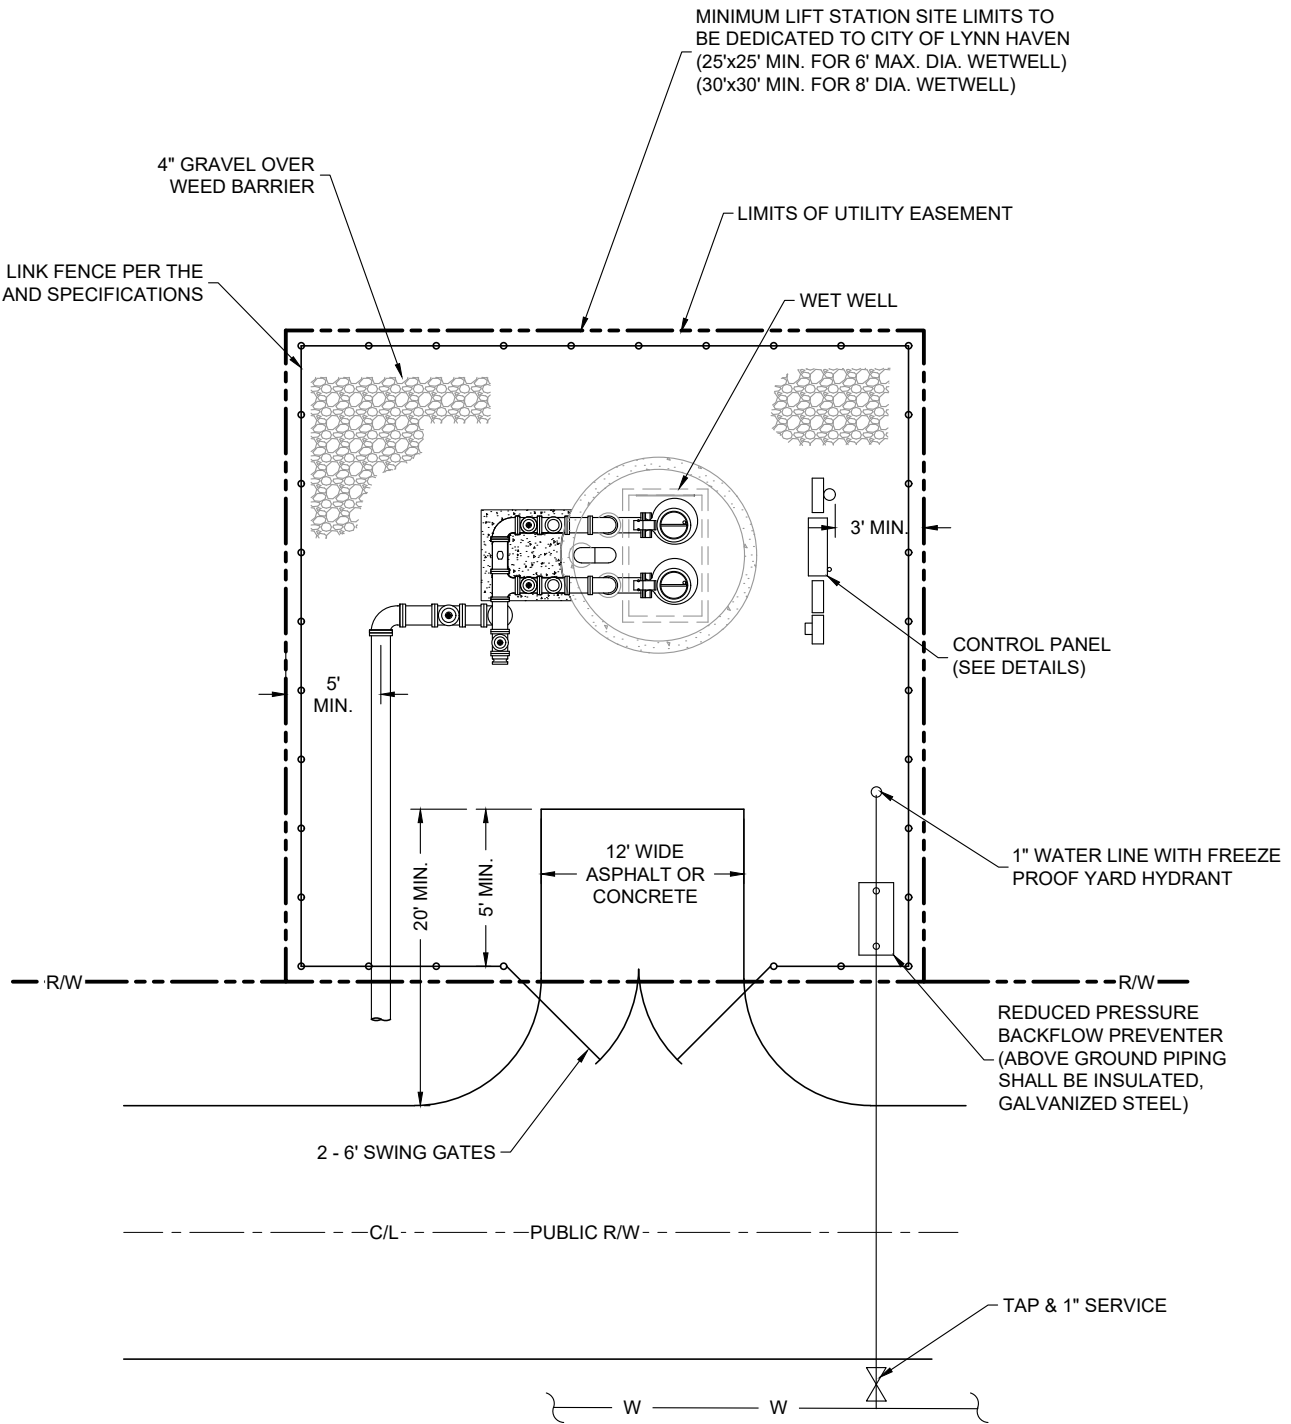 MINIMUM LIFT STATION SITE LIMITS TO
BE DEDICATED TO CITY OF LYNN HAVEN
(25'x25' MIN. FOR 6' MAX. DIA. WETWELL)
(30'x30' MIN. FOR 8' DIA. WETWELL)
4" GRAVEL OVER
WEED BARRIER
LIMITS OF UTILITY EASEMENT
LINK FENCE PER THE
AND SPECIFICATIONS
WET WELL
3' MIN.
CONTROL PANEL
(SEE DETAILS)
5'
MIN.
20' MIN.
5' MIN.
12' WIDE
ASPHALT OR
CONCRETE
1" WATER LINE WITH FREEZE
PROOF YARD HYDRANT
R/W
R/W
REDUCED PRESSURE
BACKFLOW PREVENTER
(ABOVE GROUND PIPING
SHALL BE INSULATED,
GALVANIZED STEEL)
2 - 6' SWING GATES
C/L
PUBLIC R/W
TAP & 1" SERVICE
W
W